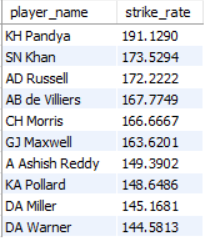 player_name strike_rate
KH Pandya 191.1290
SN Khan 173.5294
AD Russell 172.2222
AB de Villiers 167.7749
CH Morris 166.6667
GJ Maxwell 163.6201
A Ashish Reddy 149.3902
KA Pollard 148.6486
DA Miller 145.1681
DA Warner 144.5813